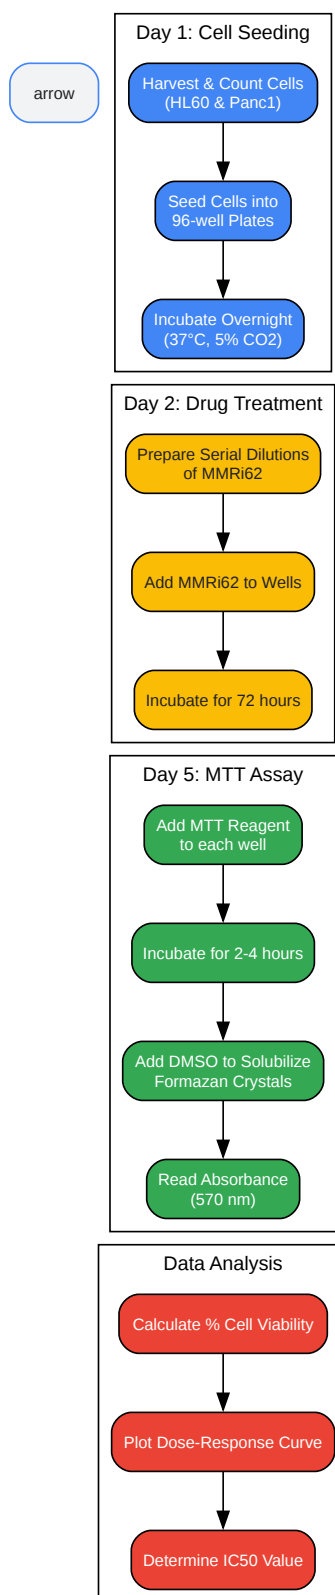 Day 1: Cell Seeding
arrow
Harvest & Count Cells
(HL60 & Panc1)
Seed Cells into
96-well Plates
Incubate Overnight
(37°C, 5% CO2)
Day 2: Drug Treatment
Prepare Serial Dilutions
of MMRi62
Add MMRi62 to Wells
Incubate for 72 hours
Day 5: MTT Assay
Add MTT Reagent
to each well
Incubate for 2-4 hours
Add DMSO to Solubilize
Formazan Crystals
Read Absorbance
(570 nm)
Data Analysis
Calculate % Cell Viability
Plot Dose-Response Curve
Determine IC50 Value